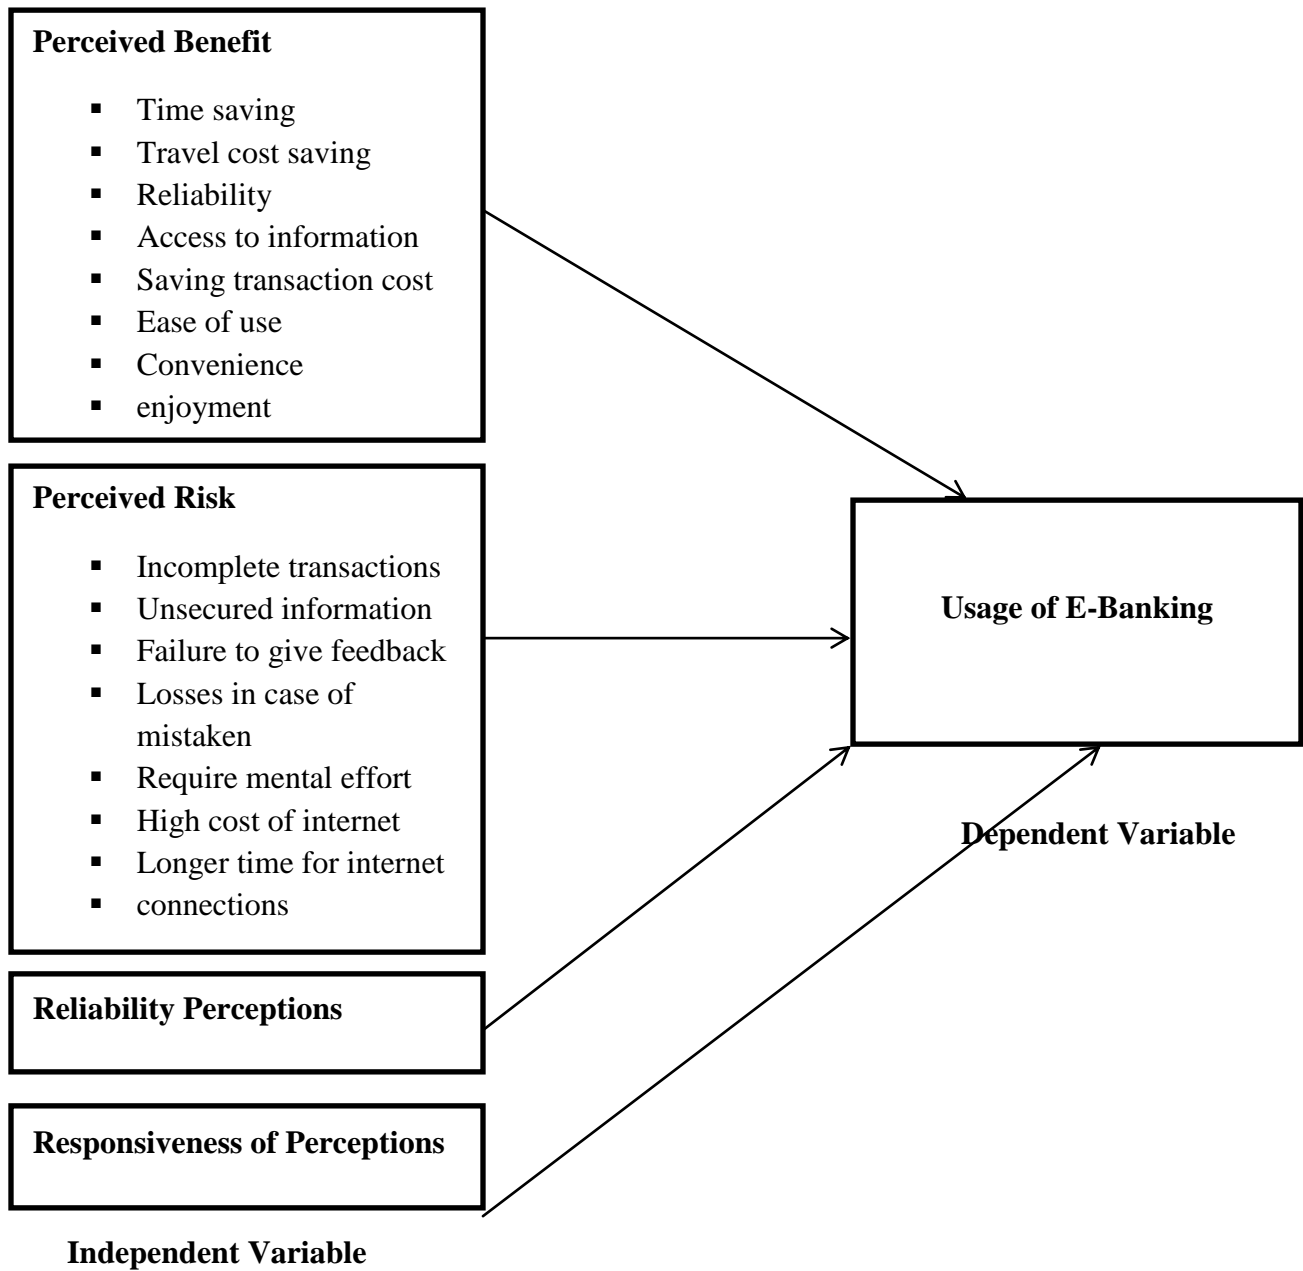 Perceived Benefit
▪ Time saving
▪ Travel cost saving
▪ Reliability
▪ Access to information
▪ Saving transaction cost
▪ Ease of use
▪ Convenience
▪ enjoyment
Perceived Risk
▪ Incomplete transactions
▪ Unsecured information
▪ Failure to give feedback
▪ Losses in case of
mistaken
▪ Require mental effort
▪ High cost of internet
▪ Longer time for internet
▪ connections
Reliability Perceptions
Responsiveness of Perceptions
Independent Variable
Usage of E-Banking
Dependent Variable